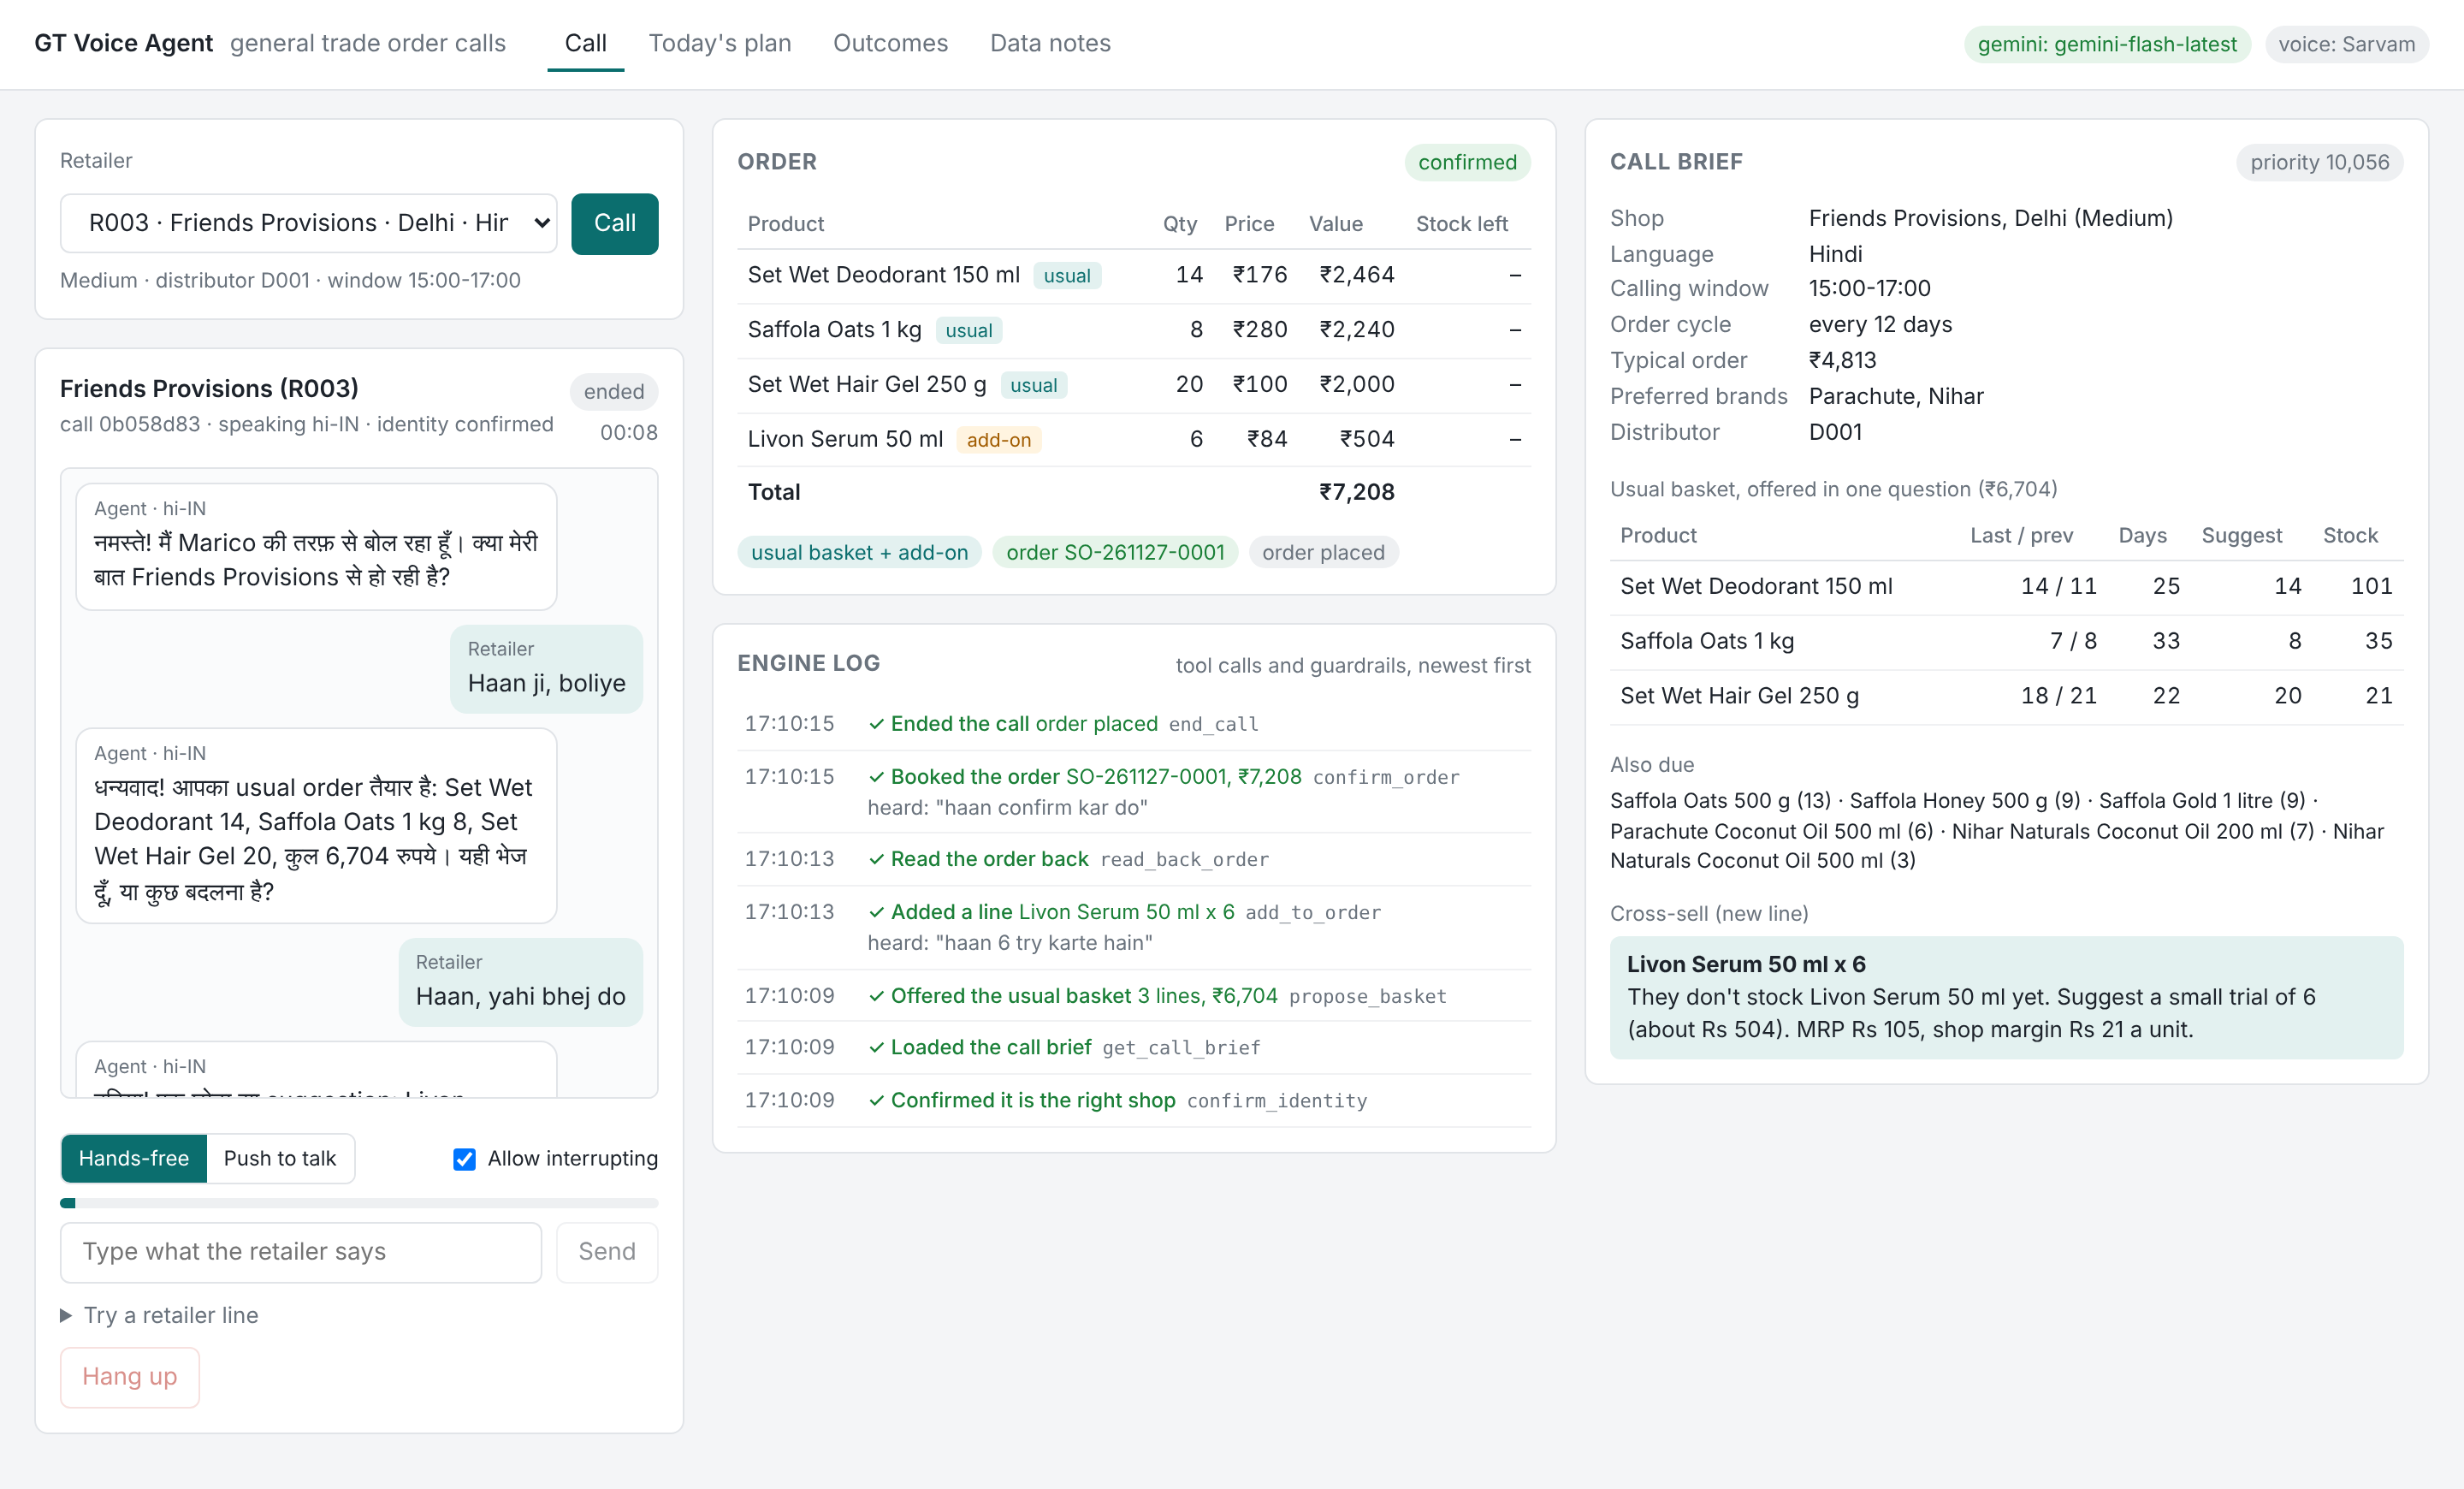 GT Voice Agent general trade order calls Call Today's plan Outcomes Data notes gemini: gemini-flash-latest voice: Sarvam
Retailer
R003 · Friends Provisions · Delhi · Hir Call
Medium · distributor D001 · window 15:00-17:00
Friends Provisions (R003) ended
call 0b058d83 · speaking hi-IN · identity confirmed 00:08
Agent · hi-IN
नमस्ते! मैं Marico की तरफ़ से बोल रहा हूँ। क्या मेरी
बात Friends Provisions से हो रही है?
Retailer
Haan ji, boliye
Agent · hi-IN
धन्यवाद! आपका usual order तैयार है: Set Wet
Deodorant 14, Saffola Oats 1 kg 8, Set
Wet Hair Gel 20, कुल 6,704 रुपये। यही भेज
दूँ, या कुछ बदलना है?
Retailer
Haan, yahi bhej do
Agent · hi-IN
suggestion: Livon
Hands-free Push to talk Allow interrupting
Type what the retailer says Send
Try a retailer line
Hang up
ORDER confirmed
Product Qty Price Value Stock left
Set Wet Deodorant 150 ml usual 14 ₹176 ₹2,464 –
Saffola Oats 1 kg usual 8 ₹280 ₹2,240 –
Set Wet Hair Gel 250 g usual 20 ₹100 ₹2,000 –
Livon Serum 50 ml add-on 6 ₹84 ₹504 –
Total ₹7,208
usual basket + add-on order SO-261127-0001 order placed
ENGINE LOG tool calls and guardrails, newest first
17:10:15 ✓ Ended the call order placed end_call
17:10:15 ✓ Booked the order SO-261127-0001, ₹7,208 confirm_order
heard: "haan confirm kar do"
17:10:13 ✓ Read the order back read_back_order
17:10:13 ✓ Added a line Livon Serum 50 ml x 6 add_to_order
heard: "haan 6 try karte hain"
17:10:09 ✓ Offered the usual basket 3 lines, ₹6,704 propose_basket
17:10:09 ✓ Loaded the call brief get_call_brief
17:10:09 ✓ Confirmed it is the right shop confirm_identity
CALL BRIEF priority 10,056
Shop Friends Provisions, Delhi (Medium)
Language Hindi
Calling window 15:00-17:00
Order cycle every 12 days
Typical order ₹4,813
Preferred brands Parachute, Nihar
Distributor D001
Usual basket, offered in one question (₹6,704)
Product Last / prev Days Suggest Stock
Set Wet Deodorant 150 ml 14 / 11 25 14 101
Saffola Oats 1 kg 7 / 8 33 8 35
Set Wet Hair Gel 250 g 18 / 21 22 20 21
Also due
Saffola Oats 500 g (13) · Saffola Honey 500 g (9) · Saffola Gold 1 litre (9) ·
Parachute Coconut Oil 500 ml (6) · Nihar Naturals Coconut Oil 200 ml (7) · Nihar
Naturals Coconut Oil 500 ml (3)
Cross-sell (new line)
Livon Serum 50 ml x 6
They don't stock Livon Serum 50 ml yet. Suggest a small trial of 6
(about Rs 504). MRP Rs 105, shop margin Rs 21 a unit.